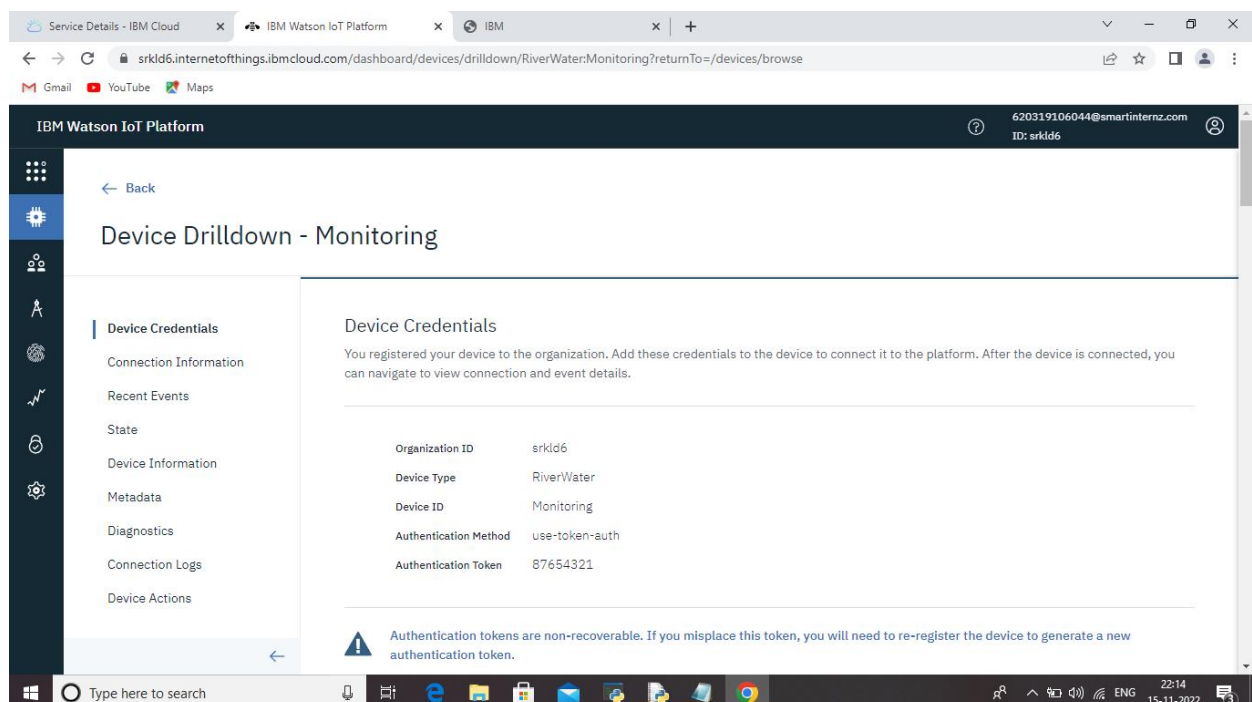 Service Details - IBM Cloud
IBM Watson IoT Platform
IBM
srkld6.internetofthings.ibmcloud.com/dashboard/devices/drilldown/RiverWater:Monitoring?returnTo=/devices/browse
Gmail
YouTube
Maps
IBM Watson IoT Platform
620319106044@smartinternz.com
ID: srkld6
Back
Device Drilldown - Monitoring
Device Credentials
Connection Information
Recent Events
State
Device Information
Metadata
Diagnostics
Connection Logs
Device Actions
Device Credentials
You registered your device to the organization. Add these credentials to the device to connect it to the platform. After the device is connected, you
can navigate to view connection and event details.
Organization ID srkld6
Device Type RiverWater
Device ID Monitoring
Authentication Method use-token-auth
Authentication Token 87654321
Authentication tokens are non-recoverable. If you misplace this token, you will need to re-register the device to generate a new
authentication token.
Type here to search
ENG
22:14
15-11-2022
3